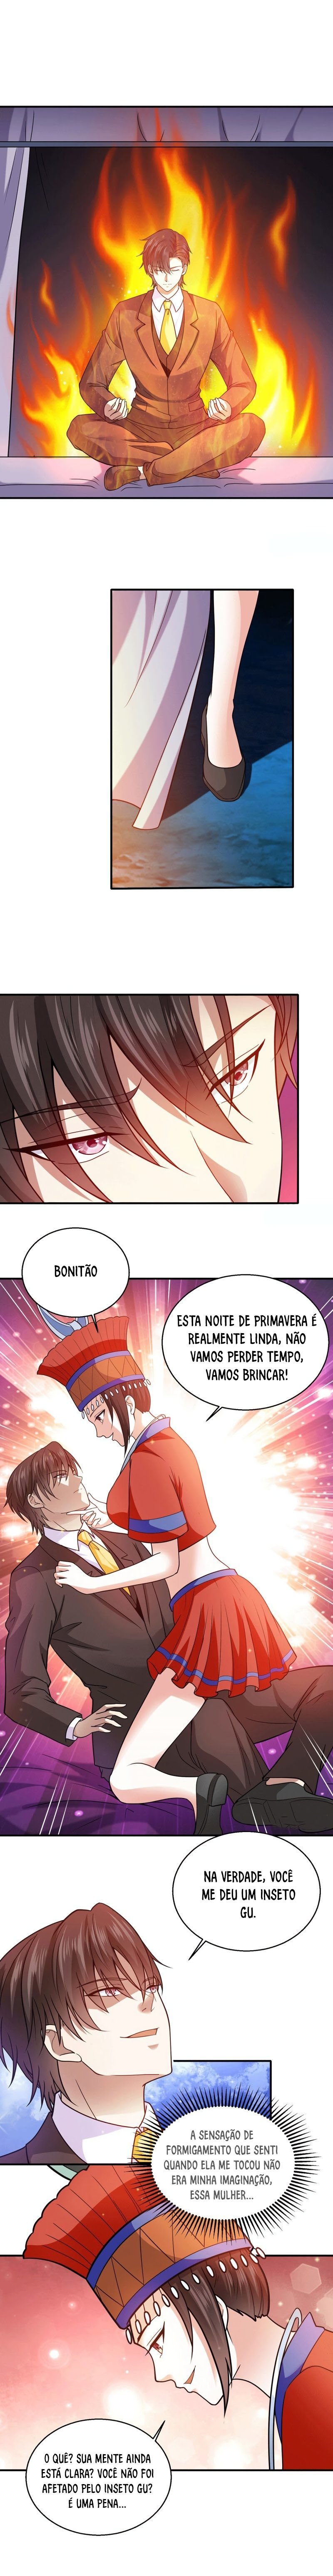 BONITÃO
ESTA NOITE DE PRIMAVERA É
REALMENTE LINDA, NÃO
VAMOS PERDER TEMPO,
VAMOS BRINCAR!
NA VERDADE, VOCÊ
ME DEU UM INSETO
GU.
A SENSAÇÃO DE
FORMIGAMENTO QUE SENTI
QUANDO ELA ME TOCOU NÃO
ERA MINHA IMAGINAÇÃO,
ESSA MULHER...
O QUÊ? SUA MENTE AINDA
ESTÁ CLARA? VOCÊ NÃO FOI
AFETADO PELO INSETO GU?
É UMA PENA...